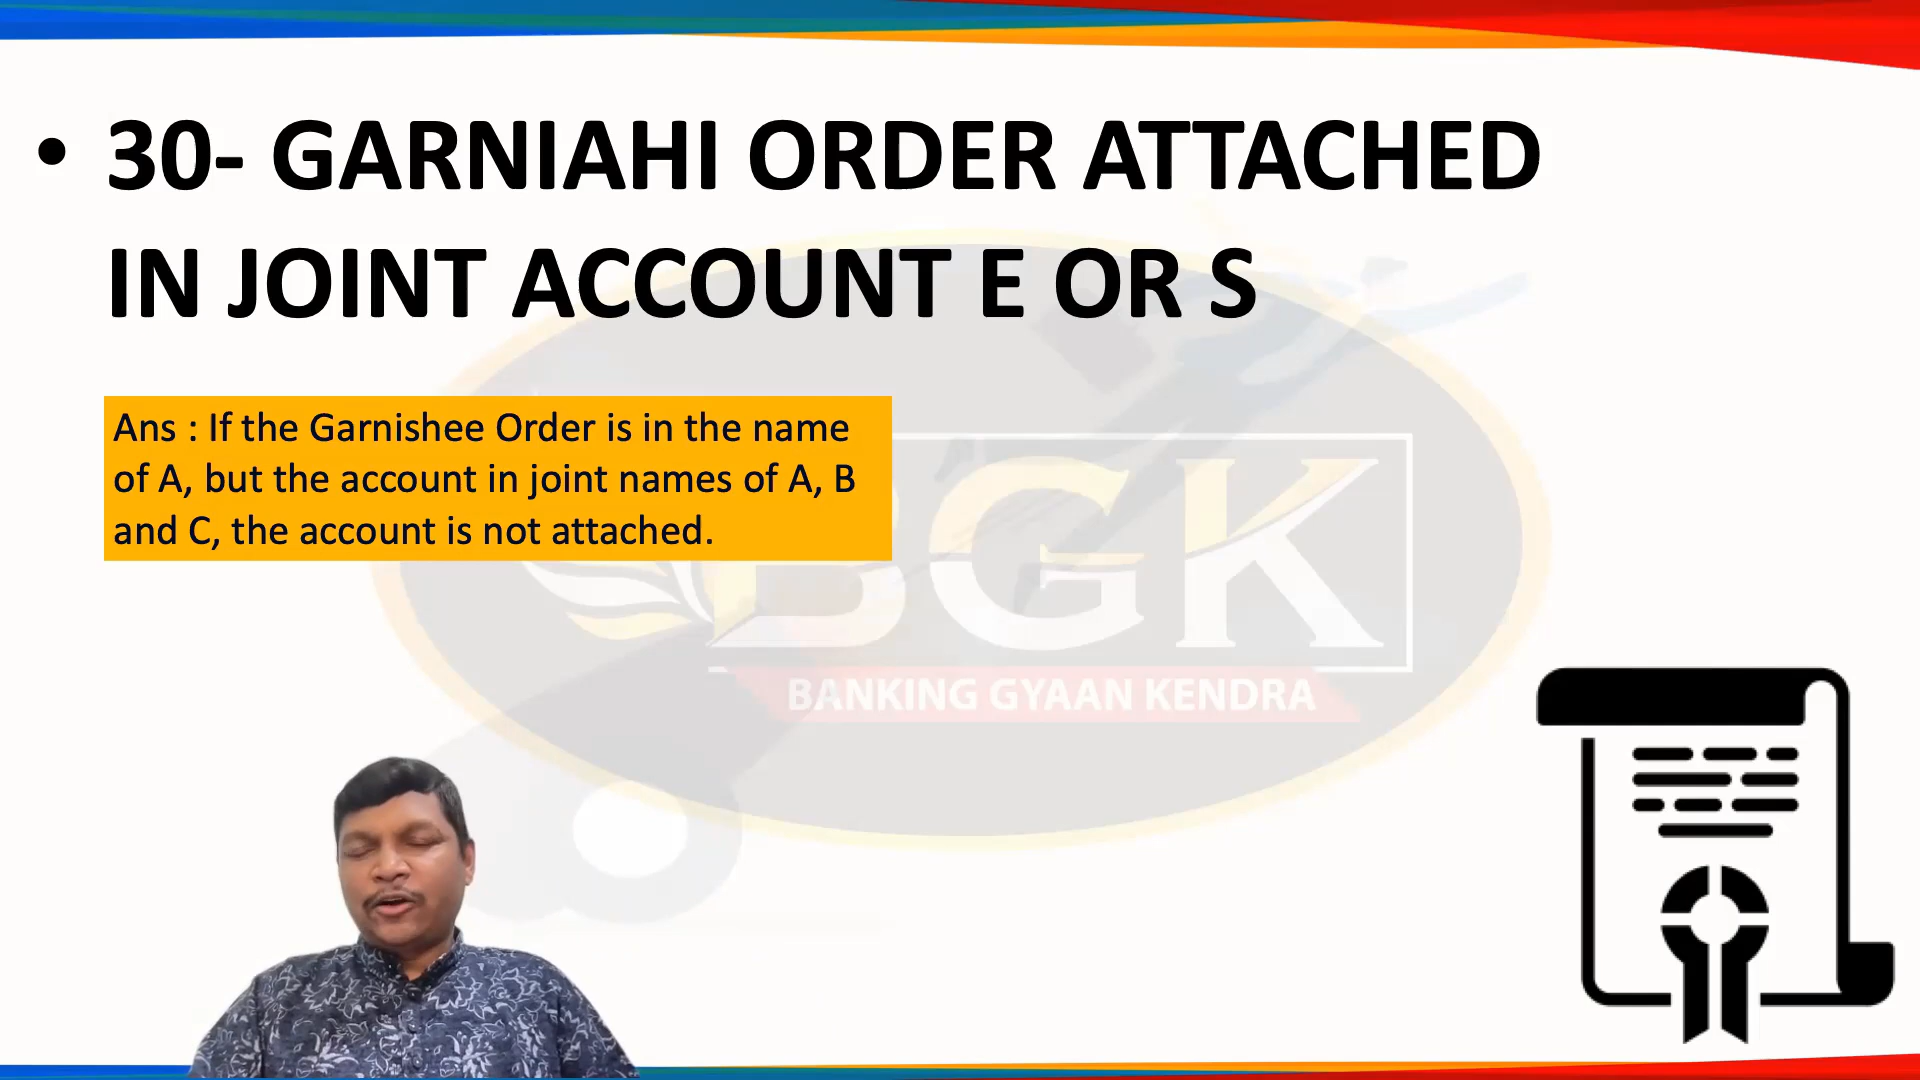 • 30- GARNIAHI ORDER ATTACHED
IN JOINT ACCOUNT E OR S
Ans : If the Garnishee Order is in the name
of A, but the account in joint names of A, B
and C, the account is not attached.
BGK
BANKING GYAAN KENDRA